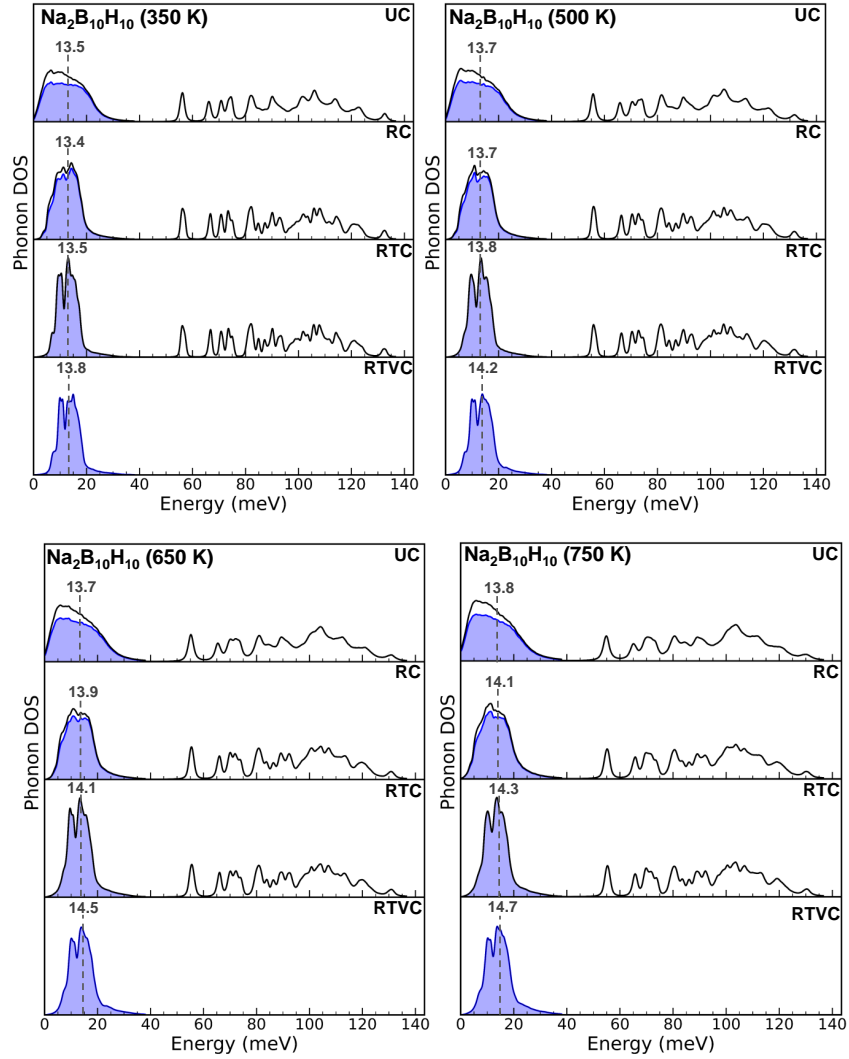 Na₂B₁₀H₁₀ (350 K)
UC
13.5
RC
13.4
RTC
13.5
RTVC
13.8
0 20 40 60 80 100 120 140
Energy (meV)
Phonon DOS
Na₂B₁₀H₁₀ (500 K)
UC
13.7
RC
13.7
RTC
13.8
RTVC
14.2
0 20 40 60 80 100 120 140
Energy (meV)
Phonon DOS
Na₂B₁₀H₁₀ (650 K)
UC
13.7
RC
13.9
RTC
14.1
RTVC
14.5
0 20 40 60 80 100 120 140
Energy (meV)
Phonon DOS
Na₂B₁₀H₁₀ (750 K)
UC
13.8
RC
14.1
RTC
14.3
RTVC
14.7
0 20 40 60 80 100 120 140
Energy (meV)
Phonon DOS